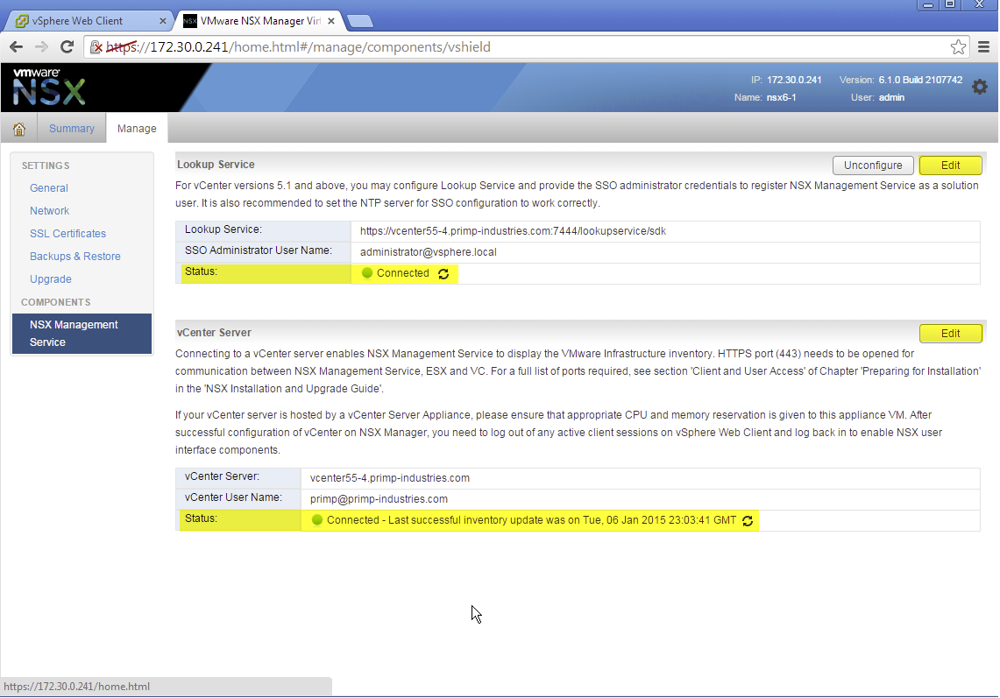 vSphere Web Client
VMware NSX Manager Virt
https://172.30.0.241/home.html#/manage/components/vshield
vmware
NSX
NSX
IP: 172.30.0.241 Version: 6.1.0 Build 2107742
Name: nsx6-1 User: admin
Summary Manage
SETTINGS
General
Network
SSL Certificates
Backups & Restore
Upgrade
COMPONENTS
NSX Management
Service
Lookup Service Unconfigure Edit
For vCenter versions 5.1 and above, you may configure Lookup Service and provide the SSO administrator credentials to register NSX Management Service as a solution
user. It is also recommended to set the NTP server for SSO configuration to work correctly.
Lookup Service: https://vcenter55-4.primp-industries.com:7444/lookupservice/sdk
SSO Administrator User Name: administrator@vsphere.local
Status: Connected
vCenter Server Edit
Connecting to a vCenter server enables NSX Management Service to display the VMware Infrastructure inventory. HTTPS port (443) needs to be opened for
communication between NSX Management Service, ESX and VC. For a full list of ports required, see section 'Client and User Access' of Chapter 'Preparing for Installation'
in the 'NSX Installation and Upgrade Guide'.
If your vCenter server is hosted by a vCenter Server Appliance, please ensure that appropriate CPU and memory reservation is given to this appliance VM. After
successful configuration of vCenter on NSX Manager, you need to log out of any active client sessions on vSphere Web Client and log back in to enable NSX user
interface components.
vCenter Server: vcenter55-4.primp-industries.com
vCenter User Name: primp@primp-industries.com
Status: Connected - Last successful inventory update was on Tue, 06 Jan 2015 23:03:41 GMT
https://172.30.0.241/home.html